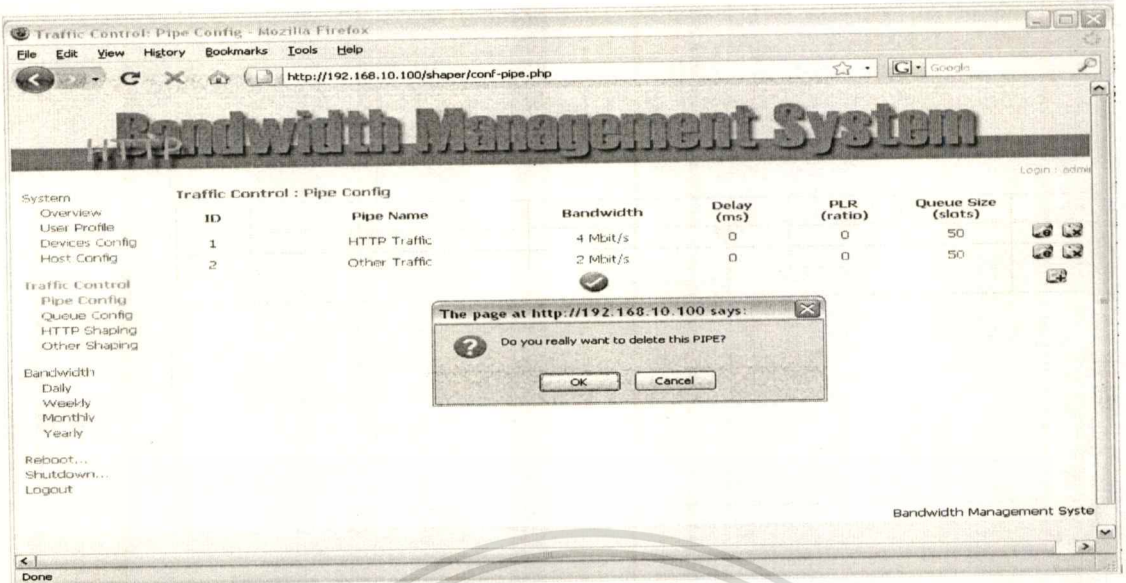 Traffic Control: Pipe Config - Mozilla Firefox
File Edit View History Bookmarks Tools Help
http://192.168.10.100/shaper/conf-pipe.php
Google
HTTP Bandwidth Management System
Login : admi
System
Overview
User Profile
Devices Config
Host Config
Traffic Control
Pipe Config
Queue Config
HTTP Shaping
Other Shaping
Bandwidth
Daily
Weekly
Monthly
Yearly
Reboot...
Shutdown...
Logout
Traffic Control : Pipe Config
ID Pipe Name Bandwidth Delay (ms) PLR (ratio) Queue Size (slots)
1 HTTP Traffic 4 Mbit/s 0 0 50
2 Other Traffic 2 Mbit/s 0 0 50
The page at http://192.168.10.100 says:
Do you really want to delete this PIPE?
OK Cancel
Bandwidth Management Syste
Done